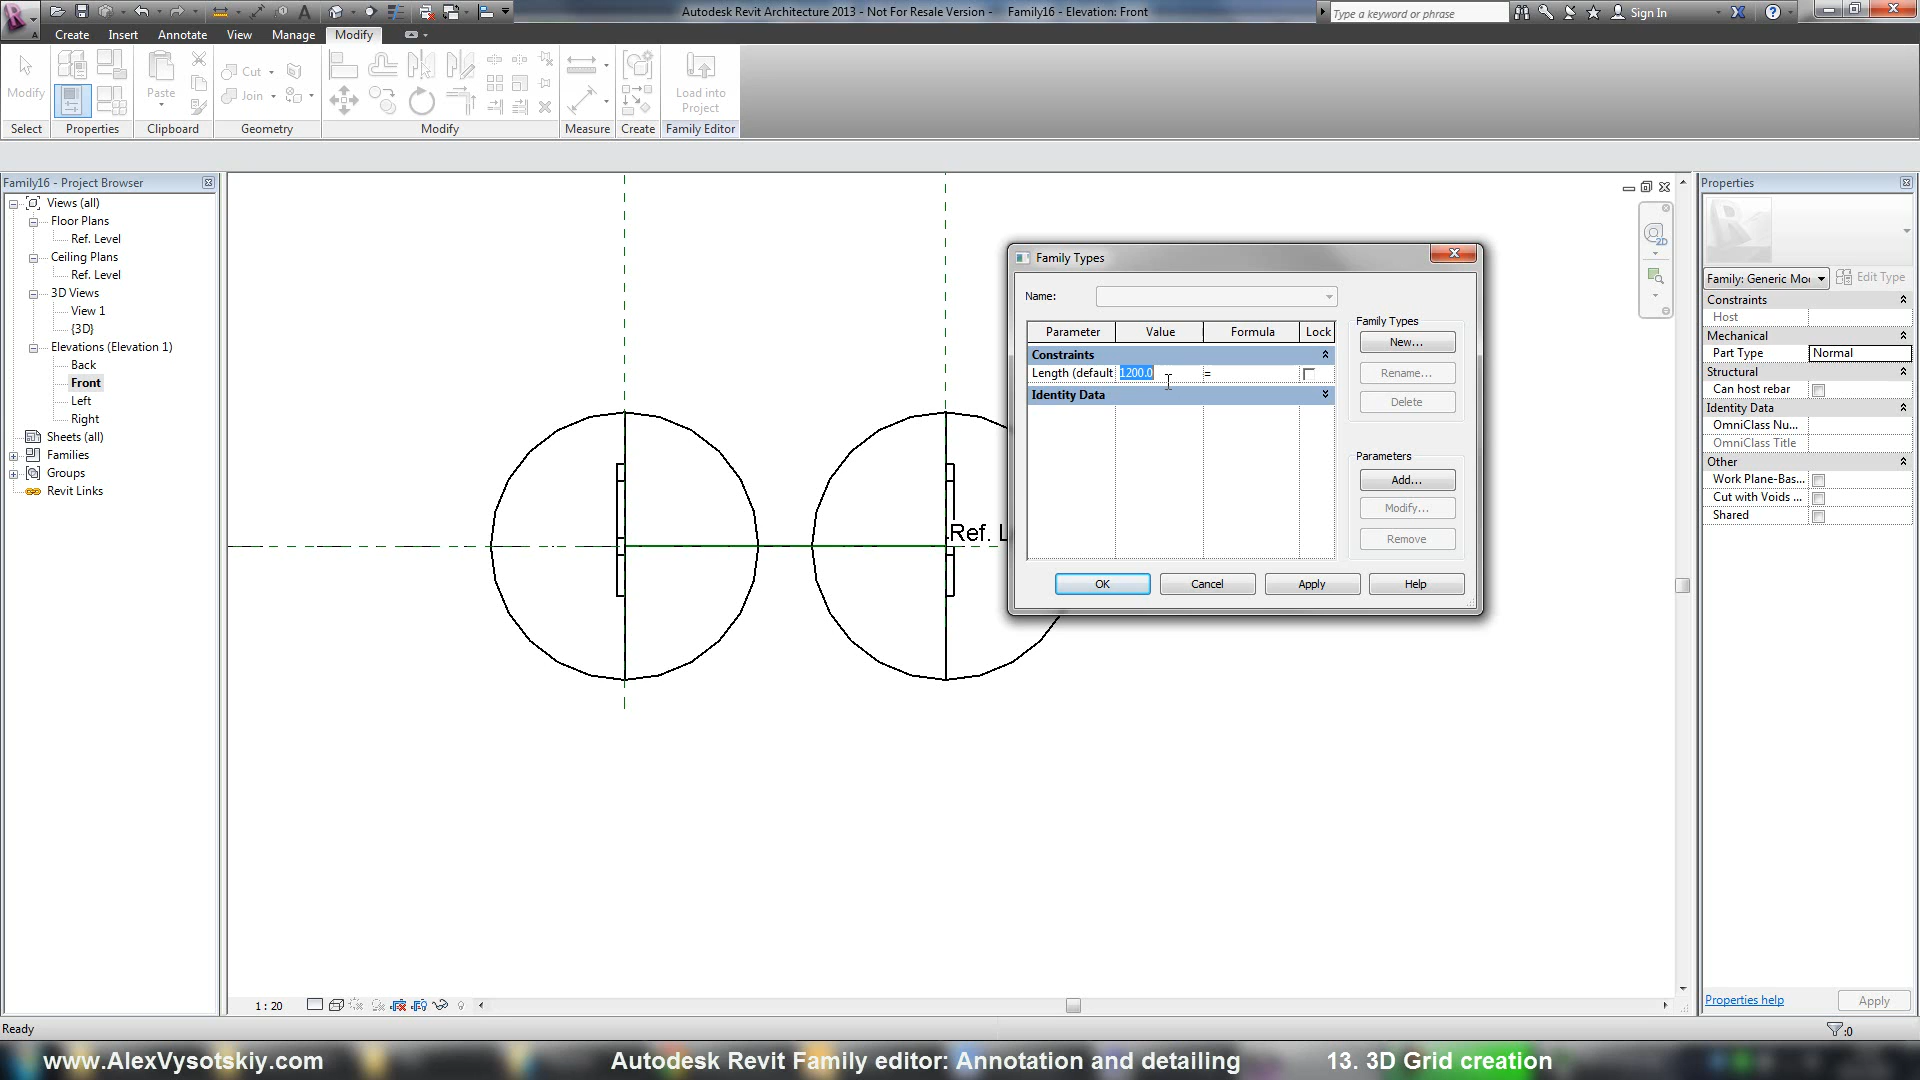 Autodesk Revit Architecture 2013 - Not For Resale Version - Family16 - Elevation: Front
Type a keyword or phrase
Sign In
Create Insert Annotate View Manage Modify
Modify
Paste
Cut
Join
Load into
Project
Select Properties Clipboard Geometry Modify Measure Create Family Editor
Family16 - Project Browser
Views (all)
Floor Plans
Ref. Level
Ceiling Plans
Ref. Level
3D Views
View 1
{3D}
Elevations (Elevation 1)
Back
Front
Left
Right
Sheets (all)
Families
Groups
Revit Links
Ref. L
2D
Family Types
Name:
Parameter Value Formula Lock
Constraints
Length (default 1200.0 =
Identity Data
Family Types
New...
Rename...
Delete
Parameters
Add...
Modify...
Remove
OK Cancel Apply Help
Properties
Family: Generic Mo
Edit Type
Constraints
Host
Mechanical
Part Type Normal
Structural
Can host rebar
Identity Data
OmniClass Nu...
OmniClass Title
Other
Work Plane-Bas...
Cut with Voids ...
Shared
Properties help
Apply
1 : 20
Ready
:0
www.AlexVysotskiy.com Autodesk Revit Family editor: Annotation and detailing 13. 3D Grid creation